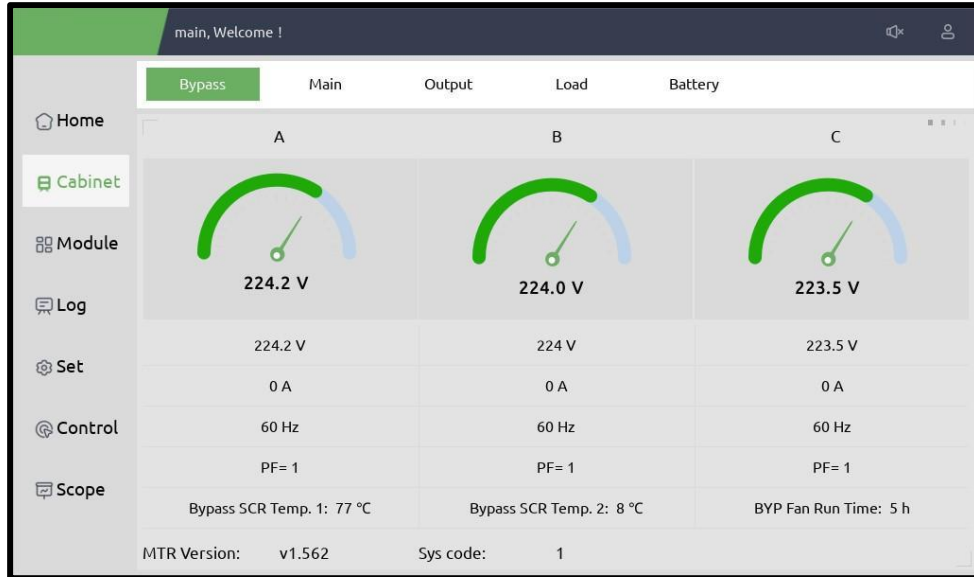 main, Welcome !
Bypass Main Output Load Battery
Home
Cabinet
Module
Log
Set
Control
Scope
A B C
224.2 V 224.0 V 223.5 V
224.2 V 224 V 223.5 V
0 A 0 A 0 A
60 Hz 60 Hz 60 Hz
PF= 1 PF= 1 PF= 1
Bypass SCR Temp. 1: 77 ℃ Bypass SCR Temp. 2: 8 ℃ BYP Fan Run Time: 5 h
MTR Version: v1.562 Sys code: 1